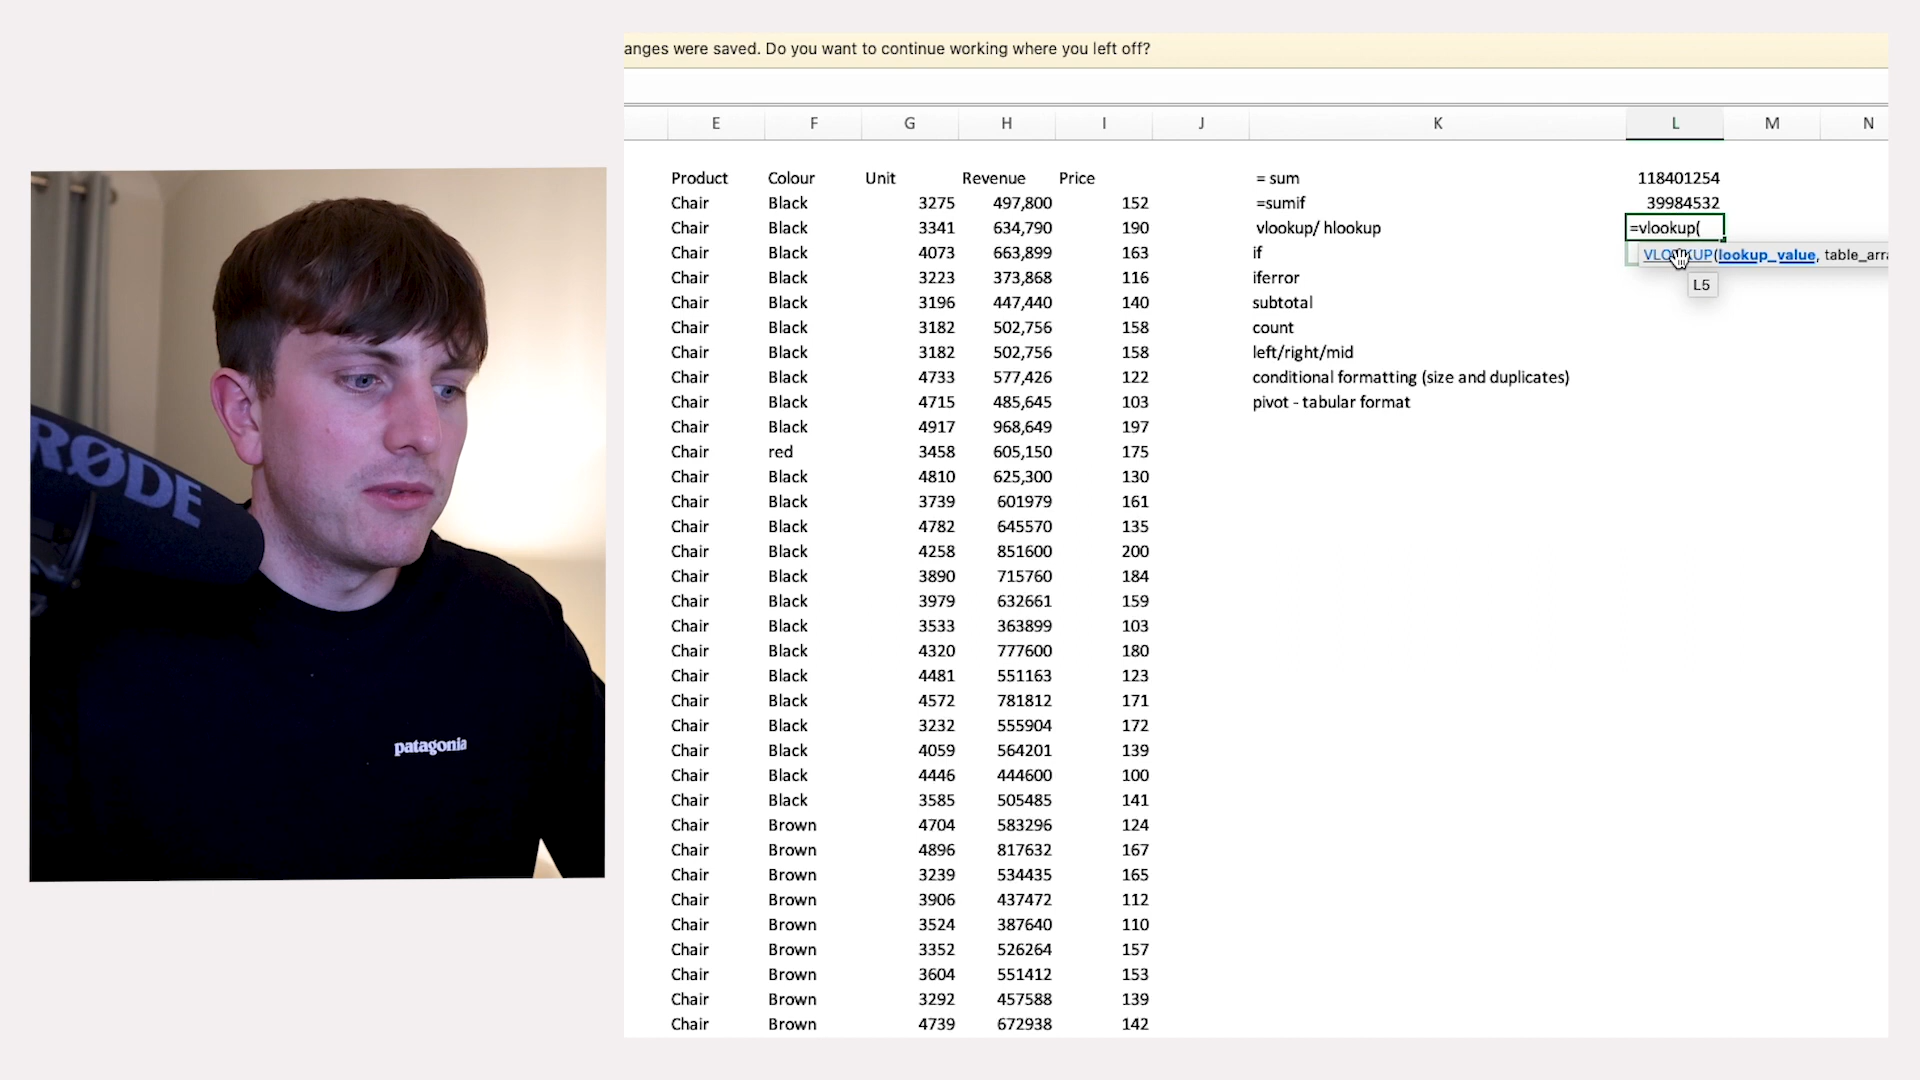 anges were saved. Do you want to continue working where you left off?
E F G H I J K L M N
Product Colour Unit Revenue Price = sum 118401254
Chair Black 3275 497,800 152 =sumif 39984532
Chair Black 3341 634,790 190 vlookup/ hlookup =vlookup(
Chair Black 4073 663,899 163 if VLOOKUP(lookup_value, table_arra
Chair Black 3223 373,868 116 iferror L5
Chair Black 3196 447,440 140 subtotal
Chair Black 3182 502,756 158 count
Chair Black 3182 502,756 158 left/right/mid
Chair Black 4733 577,426 122 conditional formatting (size and duplicates)
Chair Black 4715 485,645 103 pivot - tabular format
Chair Black 4917 968,649 197
Chair red 3458 605,150 175
Chair Black 4810 625,300 130
Chair Black 3739 601979 161
Chair Black 4782 645570 135
Chair Black 4258 851600 200
Chair Black 3890 715760 184
Chair Black 3979 632661 159
Chair Black 3533 363899 103
Chair Black 4320 777600 180
Chair Black 4481 551163 123
Chair Black 4572 781812 171
Chair Black 3232 555904 172
Chair Black 4059 564201 139
Chair Black 4446 444600 100
Chair Black 3585 505485 141
Chair Brown 4704 583296 124
Chair Brown 4896 817632 167
Chair Brown 3239 534435 165
Chair Brown 3906 437472 112
Chair Brown 3524 387640 110
Chair Brown 3352 526264 157
Chair Brown 3604 551412 153
Chair Brown 3292 457588 139
Chair Brown 4739 672938 142
RØDE
patagonia